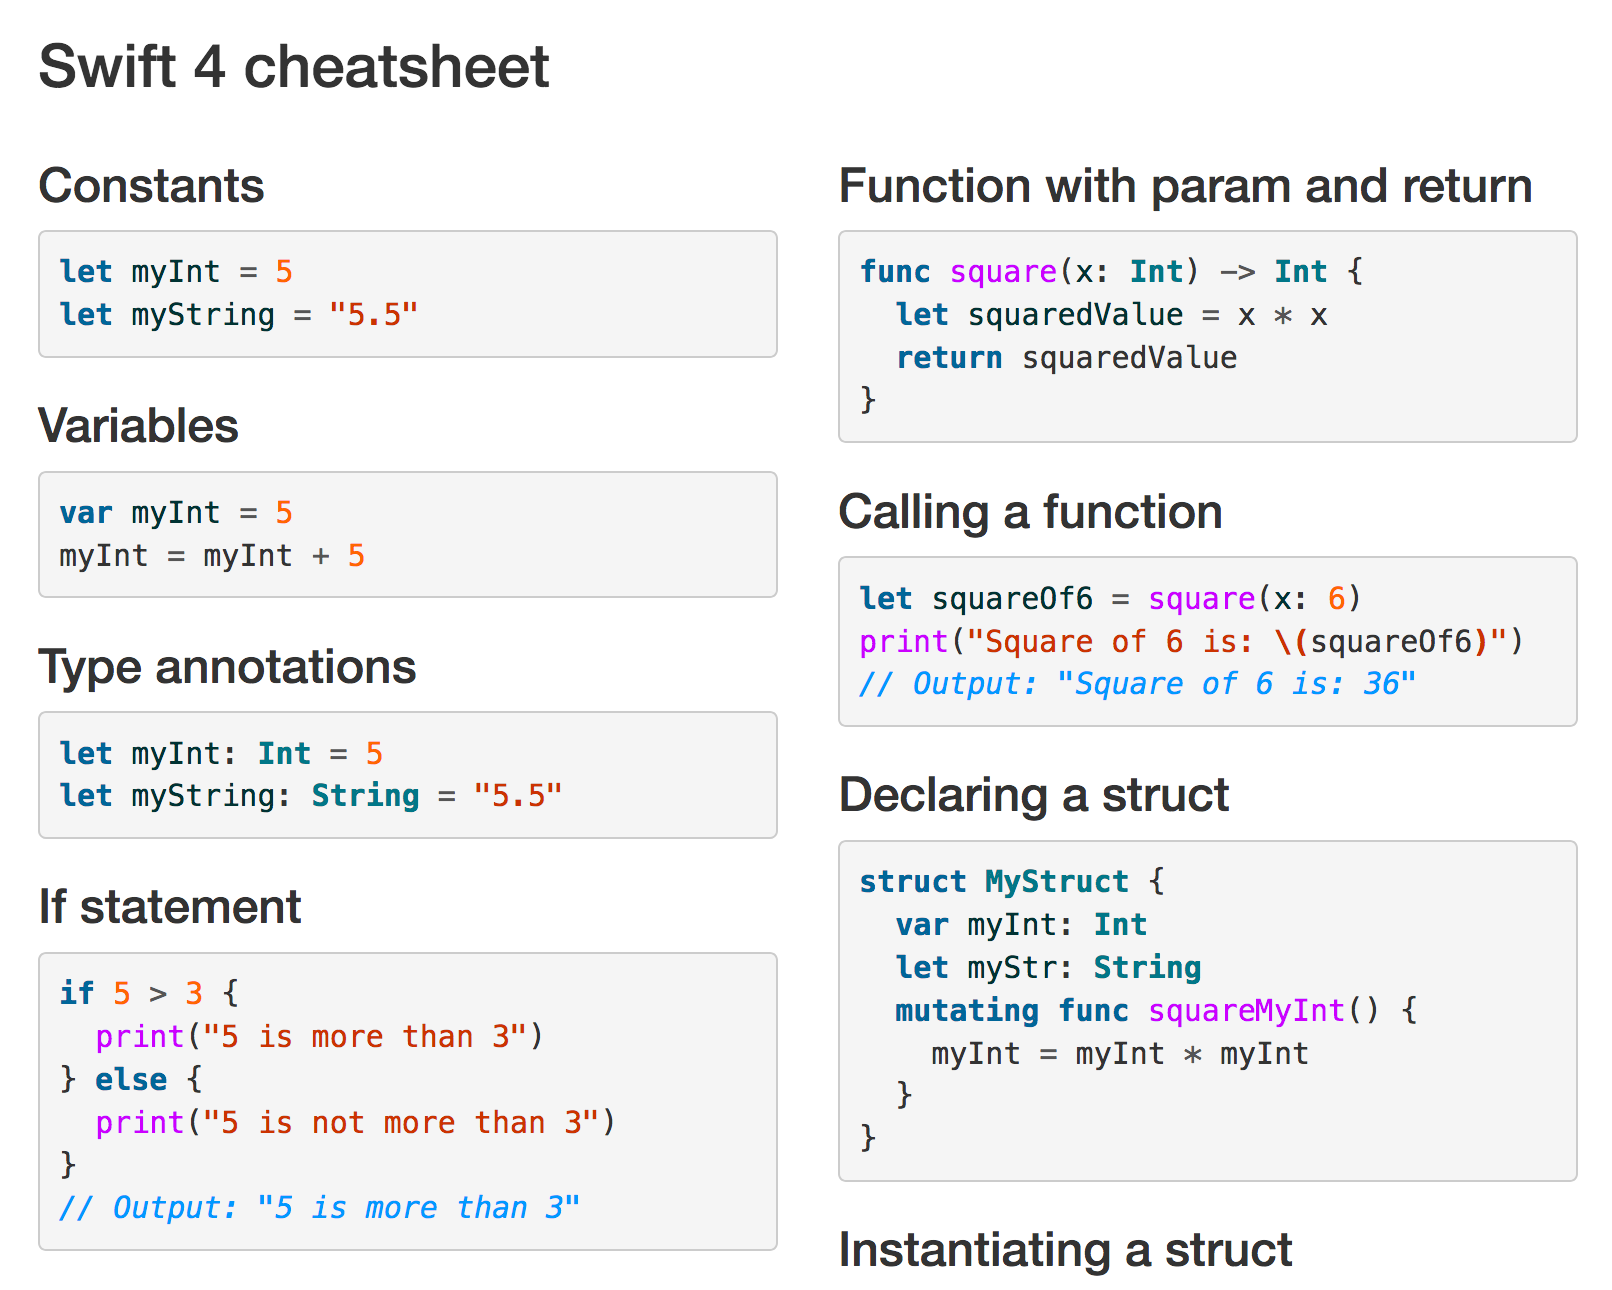 Swift 4 cheatsheet
Constants
let myInt = 5
let myString = "5.5"
Variables
var myInt = 5
myInt = myInt + 5
Type annotations
let myInt: Int = 5
let myString: String = "5.5"
If statement
if 5 > 3 {
  print("5 is more than 3")
} else {
  print("5 is not more than 3")
}
// Output: "5 is more than 3"
Function with param and return
func square(x: Int) -> Int {
  let squaredValue = x * x
  return squaredValue
}
Calling a function
let squareOf6 = square(x: 6)
print("Square of 6 is: \(squareOf6)")
// Output: "Square of 6 is: 36"
Declaring a struct
struct MyStruct {
  var myInt: Int
  let myStr: String
  mutating func squareMyInt() {
    myInt = myInt * myInt
  }
}
Instantiating a struct